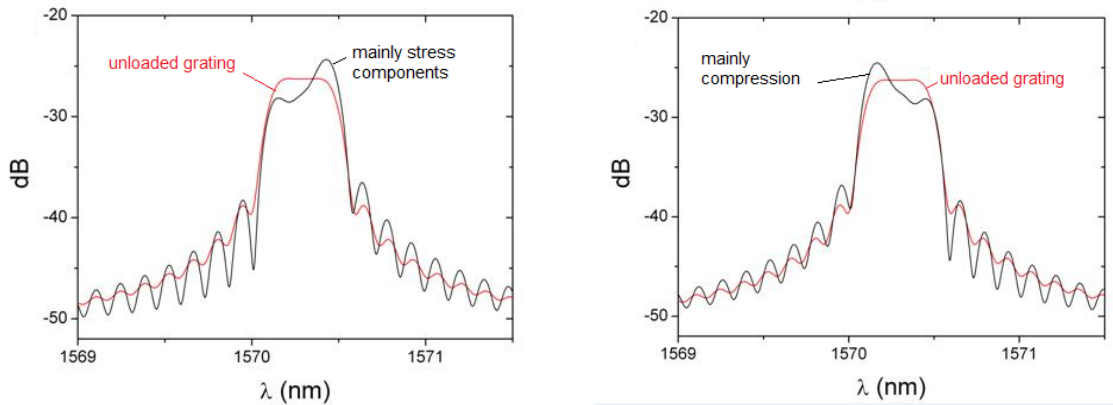 -20
-30
-40
-50
dB
unloaded grating
mainly stress
components
1569
1570
1571
λ (nm)
-20
-30
-40
-50
dB
mainly
compression
unloaded grating
1569
1570
1571
λ (nm)